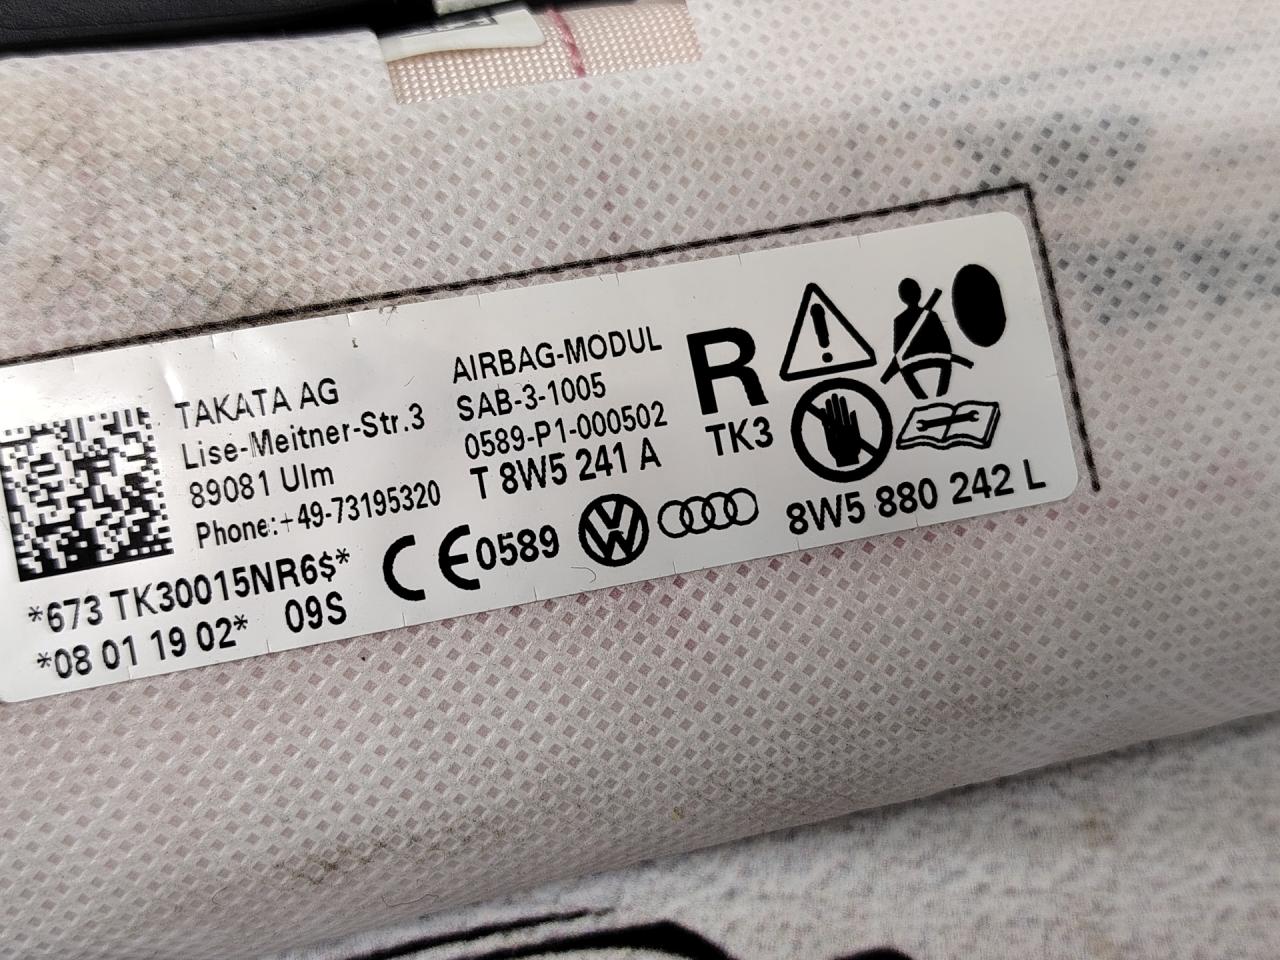 TAKATA AG
Lise-Meitner-Str.3
89081 Ulm
Phone:+49-73195320
*673 TK30015NR6$*
*08 01 19 02* 09S
AIRBAG-MODUL
SAB-3-1005
0589-P1-000502
T 8W5 241 A
CE0589
R
TK3
8W5 880 242 L